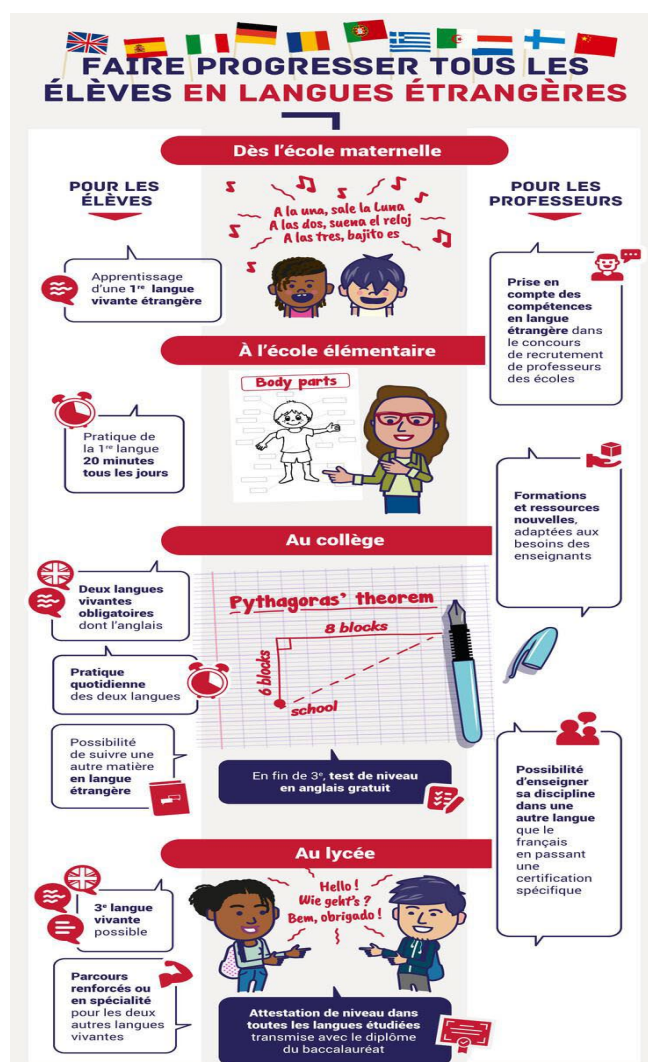 FAIRE PROGRESSER TOUS LES
ÉLÈVES EN LANGUES ÉTRANGÈRES
Dès l'école maternelle
POUR LES
ÉLÈVES
A la una, sale la Luna
A las dos, suena el reloj
A las tres, bajito es
POUR LES
PROFESSEURS
Apprentissage
d'une 1re langue
vivante étrangère
Prise en
compte des
compétences
en langue
étrangère dans
le concours
de recrutement
de professeurs
des écoles
À l'école élémentaire
Body parts
Pratique de
la 1re langue
20 minutes
tous les jours
Formations
et ressources
nouvelles,
adaptées aux
besoins des
enseignants
Au collège
Deux langues
vivantes
obligatoires
dont l'anglais
Pythagoras' theorem
8 blocks
6 blocks
school
Pratique
quotidienne
des deux langues
Possibilité
de suivre une
autre matière
en langue
étrangère
En fin de 3e, test de niveau
en anglais gratuit
Possibilité
d'enseigner
sa discipline
dans une
autre langue
que le
français
en passant
une
certification
spécifique
Au lycée
3e langue
vivante
possible
Hello !
Wie geht's ?
Bem, obrigado !
Parcours
renforcés ou
en spécialité
pour les deux
autres langues
vivantes
Attestation de niveau dans
toutes les langues étudiées
transmise avec le diplôme
du baccalauréat